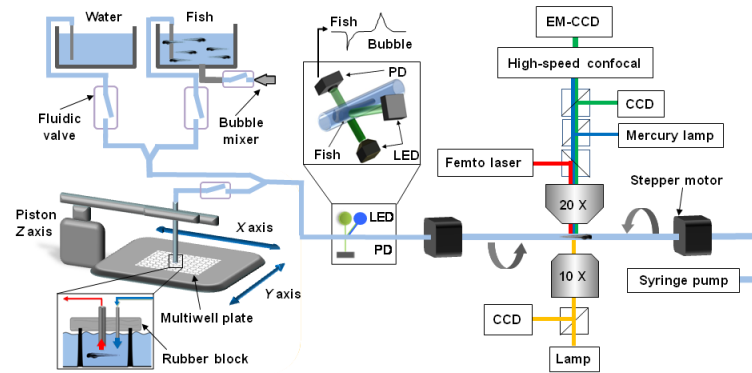 Water
Fish
Fluidic
valve
Bubble
mixer
Fish
Bubble
PD
Fish
LED
EM-CCD
High-speed confocal
CCD
Mercury lamp
Femto laser
20 X
Stepper motor
Piston
Z axis
X axis
Y axis
Multiwell plate
Rubber block
LED
PD
10 X
Syringe pump
CCD
Lamp